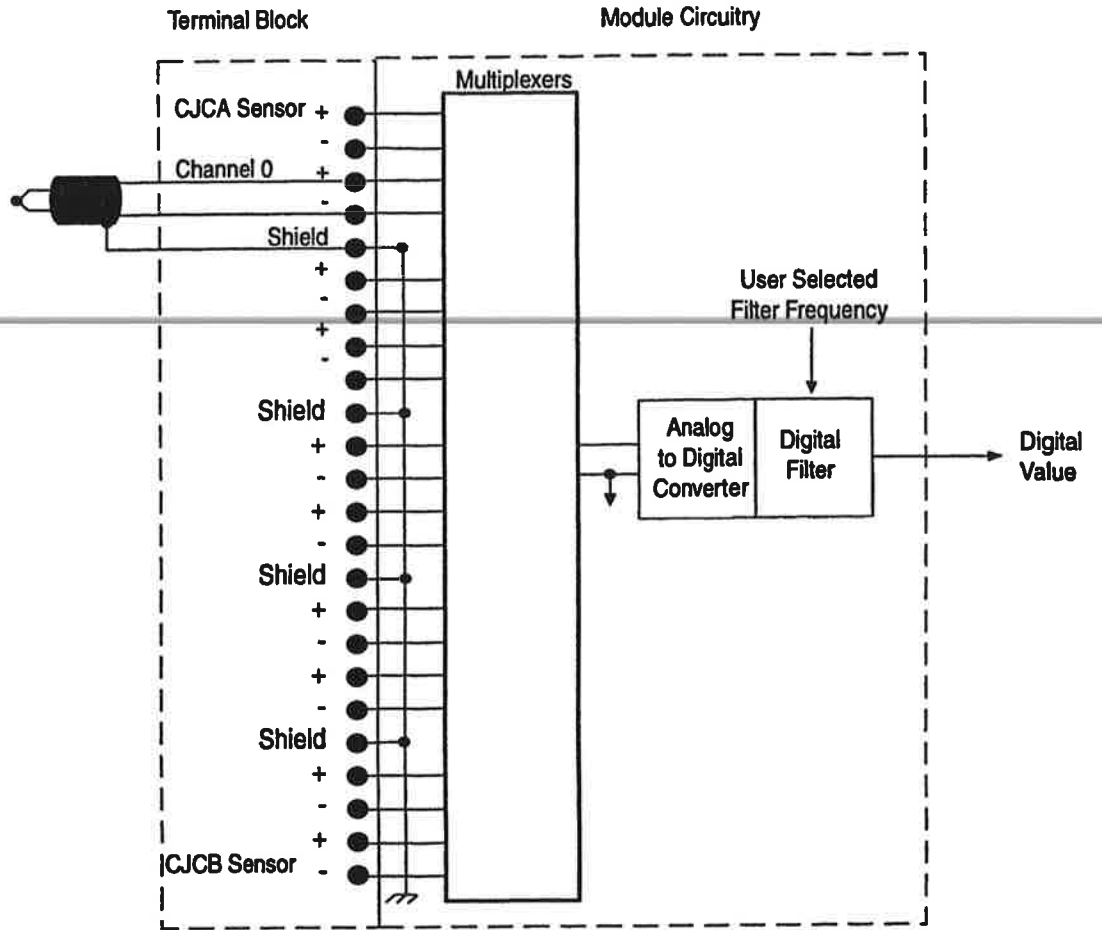 Terminal Block
Module Circuitry
Multiplexers
CJCA Sensor +
-
Channel 0 +
-
Shield
+
-
+
-
Shield
+
-
+
-
Shield
+
-
+
-
Shield
+
-
+
CJCB Sensor -
User Selected
Filter Frequency
Analog
to Digital
Converter
Digital
Filter
Digital
Value